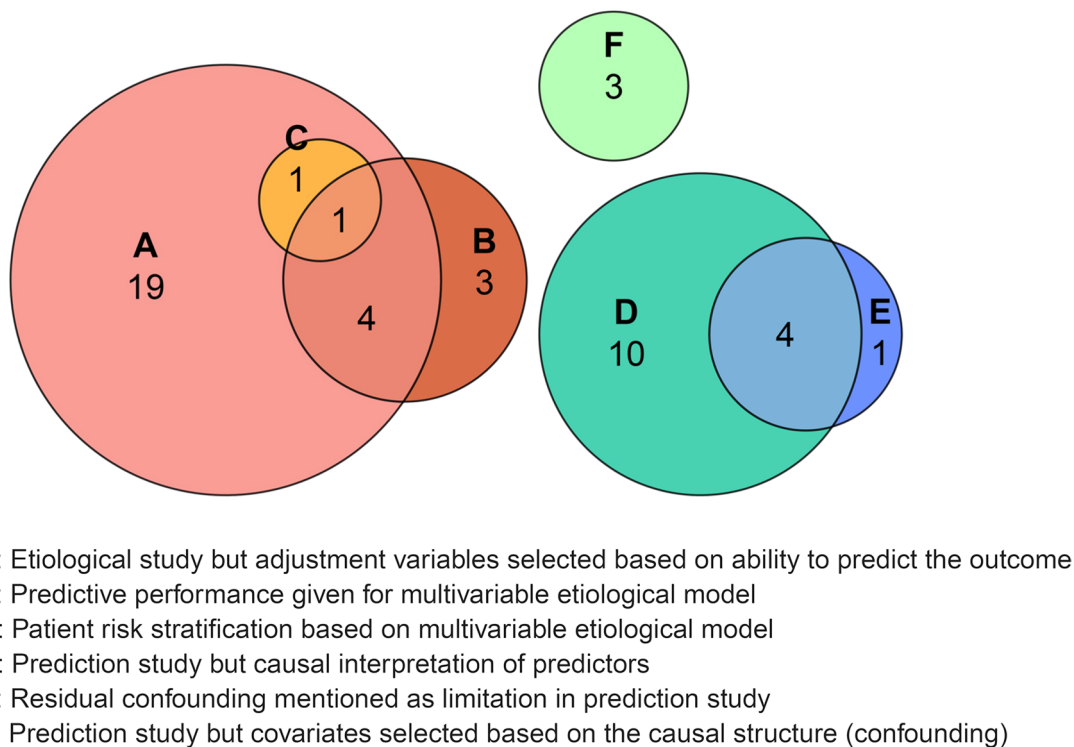 F
3
C
1
1
A
19
B
3
4
D
10
4
E
1
: Etiological study but adjustment variables selected based on ability to predict the outcome
: Predictive performance given for multivariable etiological model
: Patient risk stratification based on multivariable etiological model
: Prediction study but causal interpretation of predictors
: Residual confounding mentioned as limitation in prediction study
Prediction study but covariates selected based on the causal structure (confounding)